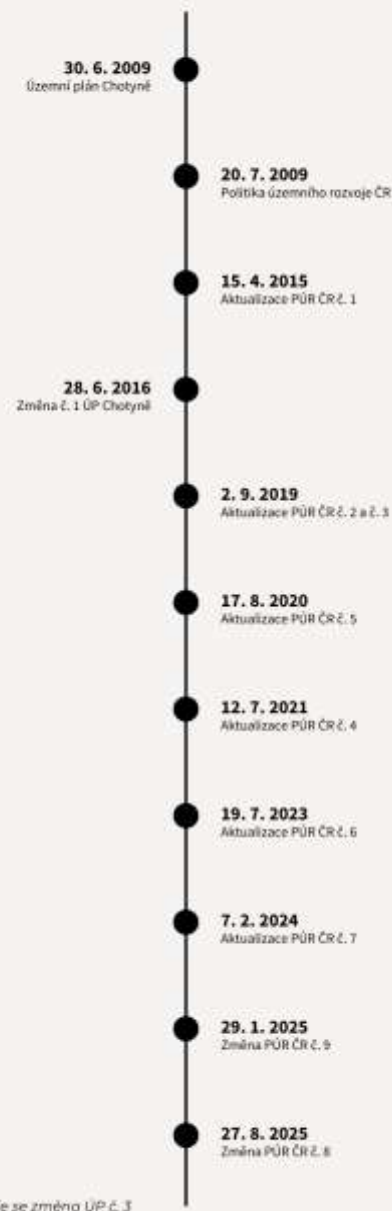 30. 6. 2009
Územní plán Chotyně
20. 7. 2009
Politika územního rozvoje ČR
15. 4. 2015
Aktualizace PÚR ČR č. 1
28. 6. 2016
Změna č. 1 ÚP Chotyně
2. 9. 2019
Aktualizace PÚR ČR č. 2 a č. 3
17. 8. 2020
Aktualizace PÚR ČR č. 5
12. 7. 2021
Aktualizace PÚR ČR č. 4
19. 7. 2023
Aktualizace PÚR ČR č. 6
7. 2. 2024
Aktualizace PÚR ČR č. 7
29. 1. 2025
Změna PÚR ČR č. 9
27. 8. 2025
Změna PÚR ČR č. 8
se změna ÚP č. 3